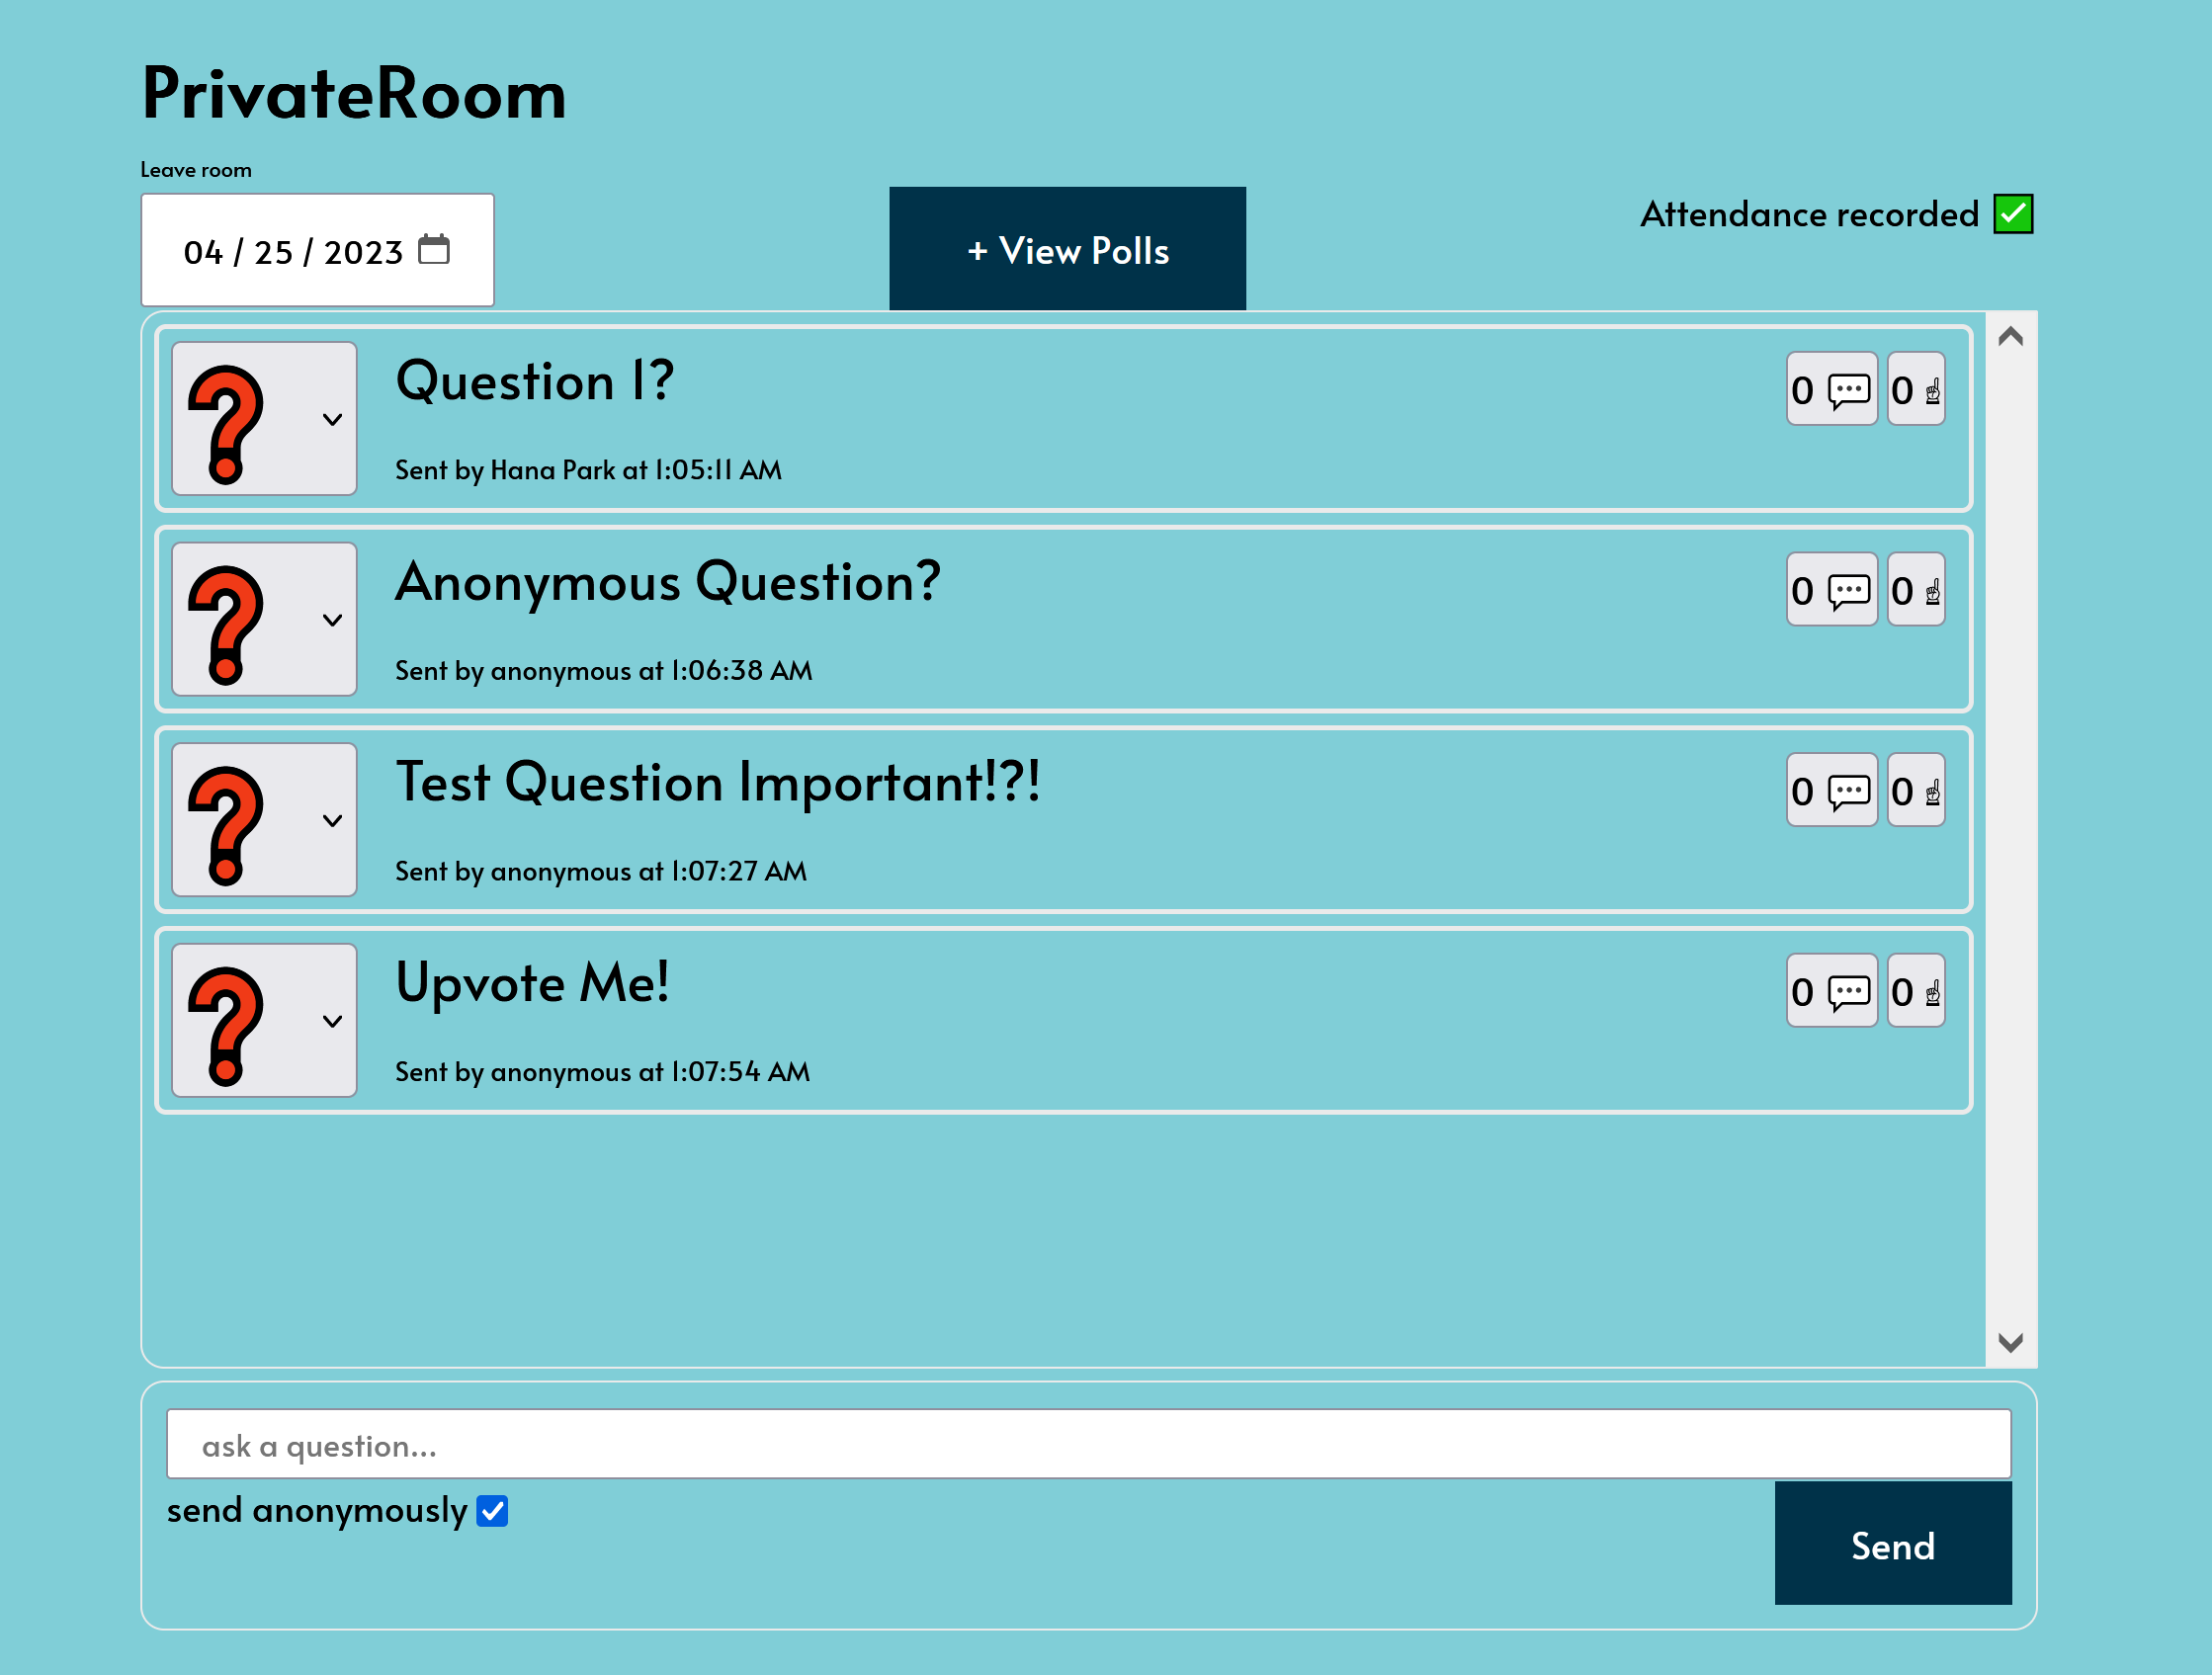 PrivateRoom
Leave room
04 / 25 / 2023
+ View Polls
Attendance recorded
Question 1?
0 0
Sent by Hana Park at 1:05:11 AM
Anonymous Question?
0 0
Sent by anonymous at 1:06:38 AM
Test Question Important!?!
0 0
Sent by anonymous at 1:07:27 AM
Upvote Me!
0 0
Sent by anonymous at 1:07:54 AM
ask a question...
send anonymously
Send